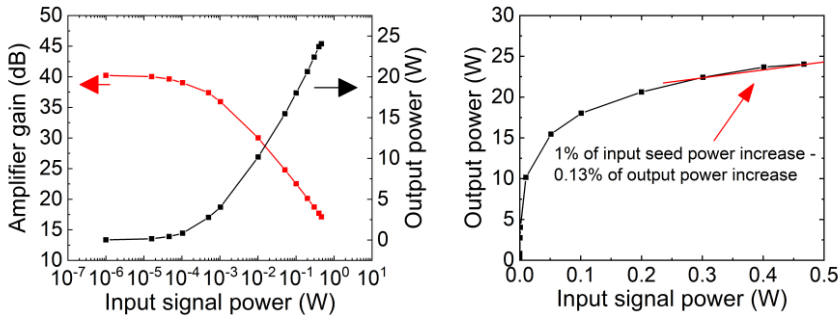 Amplifier gain (dB)
50
45
40
35
30
25
20
15
10
10⁻⁷ 10⁻⁶ 10⁻⁵ 10⁻⁴ 10⁻³ 10⁻² 10⁻¹ 10⁰ 10¹
Input signal power (W)
25
20
15
10
5
0
Output power (W)
Output power (W)
30
25
20
15
10
5
0
0.0 0.1 0.2 0.3 0.4 0.5
Input signal power (W)
1% of input seed power increase -
0.13% of output power increase